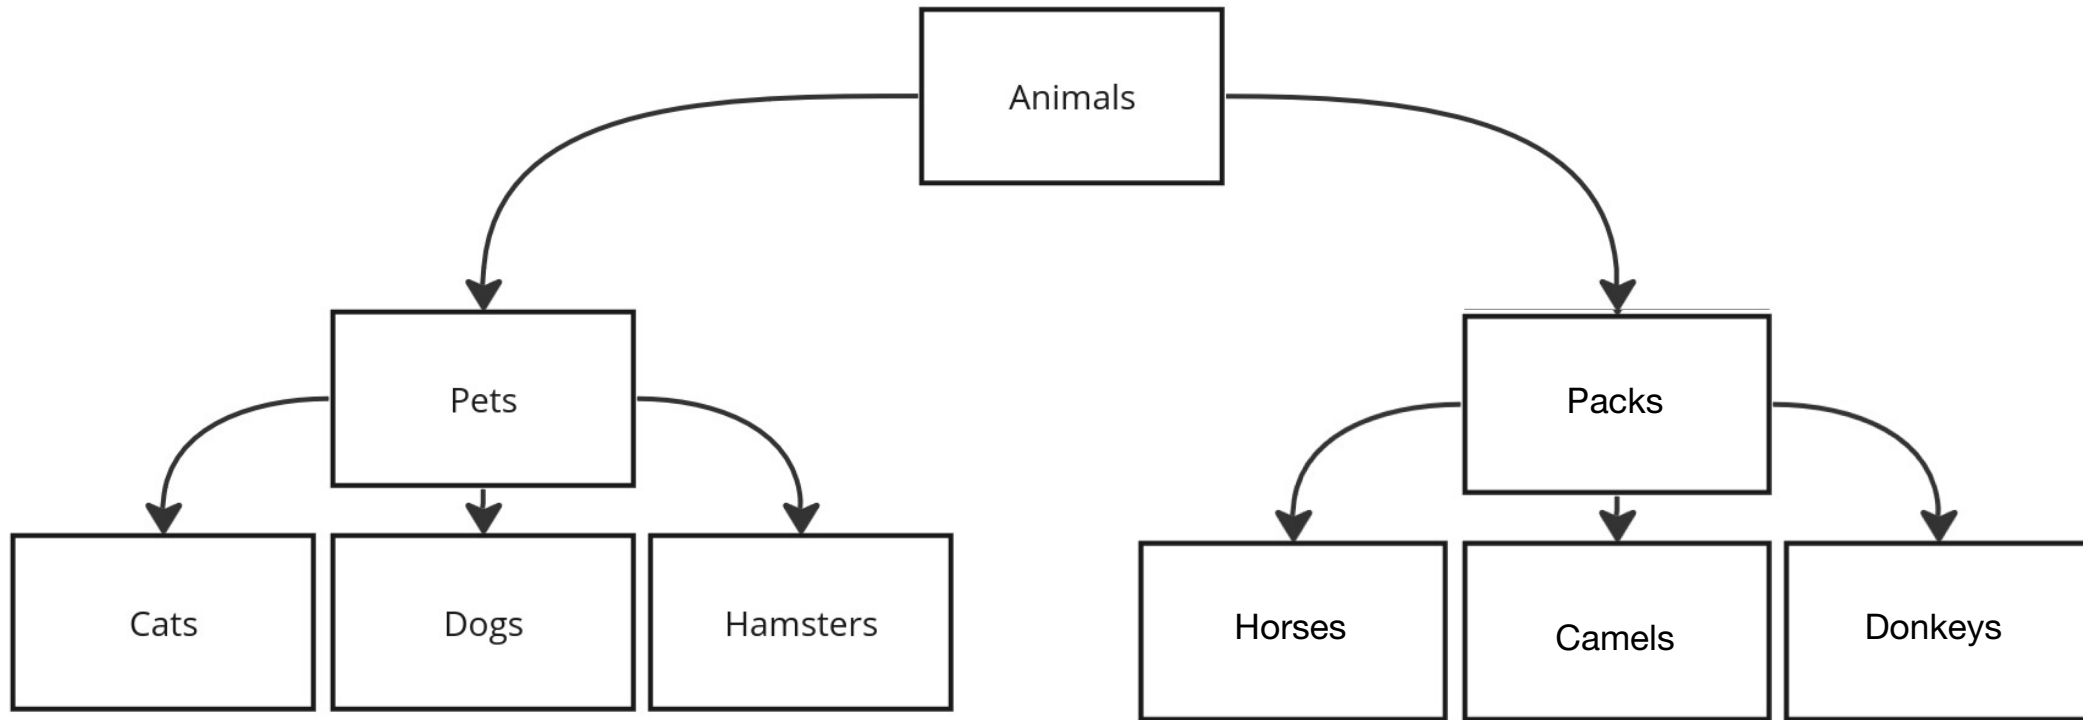 Animals
Pets
Packs
Cats
Dogs
Hamsters
Horses
Camels
Donkeys